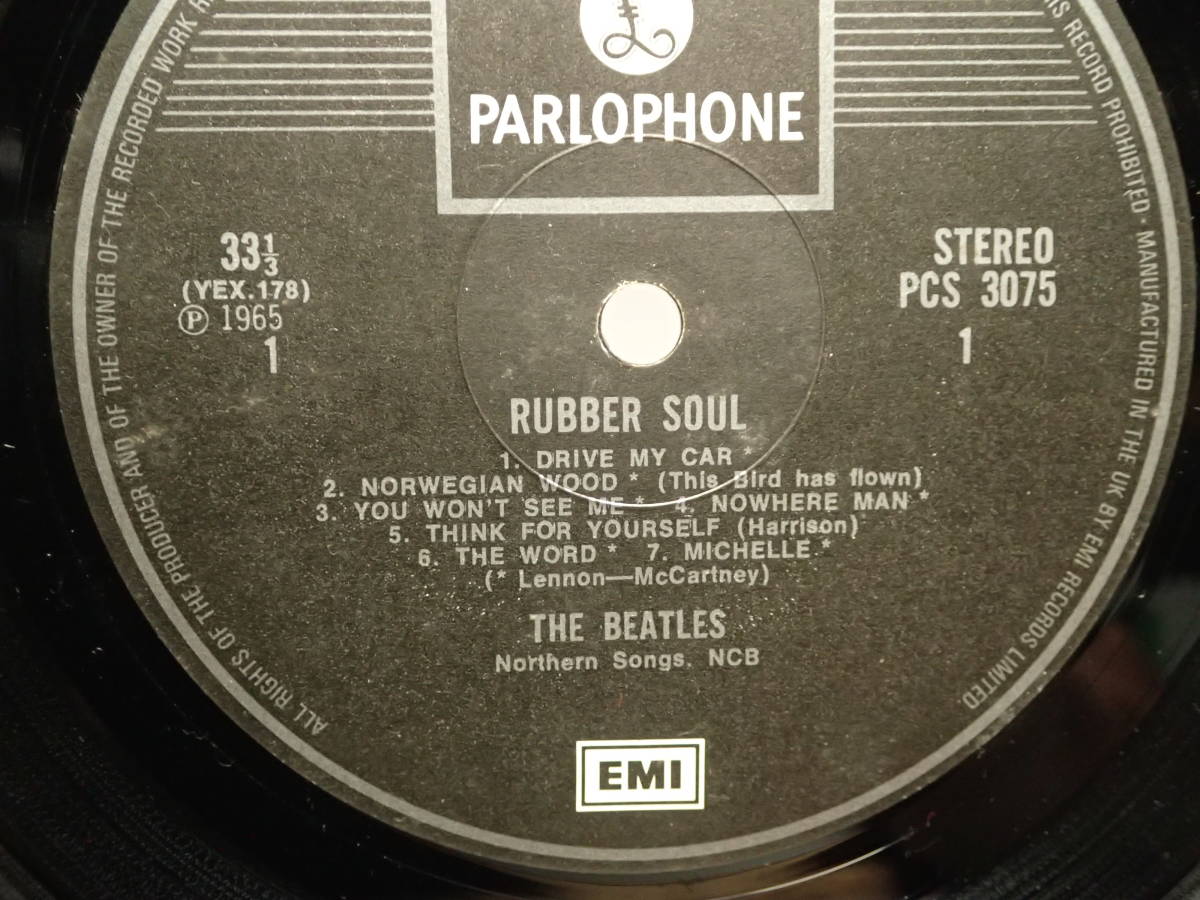 PARLOPHONE
33⅓
(YEX.178)
Ⓟ 1965
1
STEREO
PCS 3075
1
RUBBER SOUL
1. DRIVE MY CAR *
2. NORWEGIAN WOOD * (This Bird has flown)
3. YOU WON'T SEE ME * 4. NOWHERE MAN *
5. THINK FOR YOURSELF (Harrison)
6. THE WORD * 7. MICHELLE *
(* Lennon—McCartney)
THE BEATLES
Northern Songs. NCB
EMI
ALL RIGHTS OF THE PRODUCER AND OF THE OWNER OF THE RECORDED WORK
RECORD PROHIBITED · MANUFACTURED IN THE UK BY EMI RECORDS LIMITED